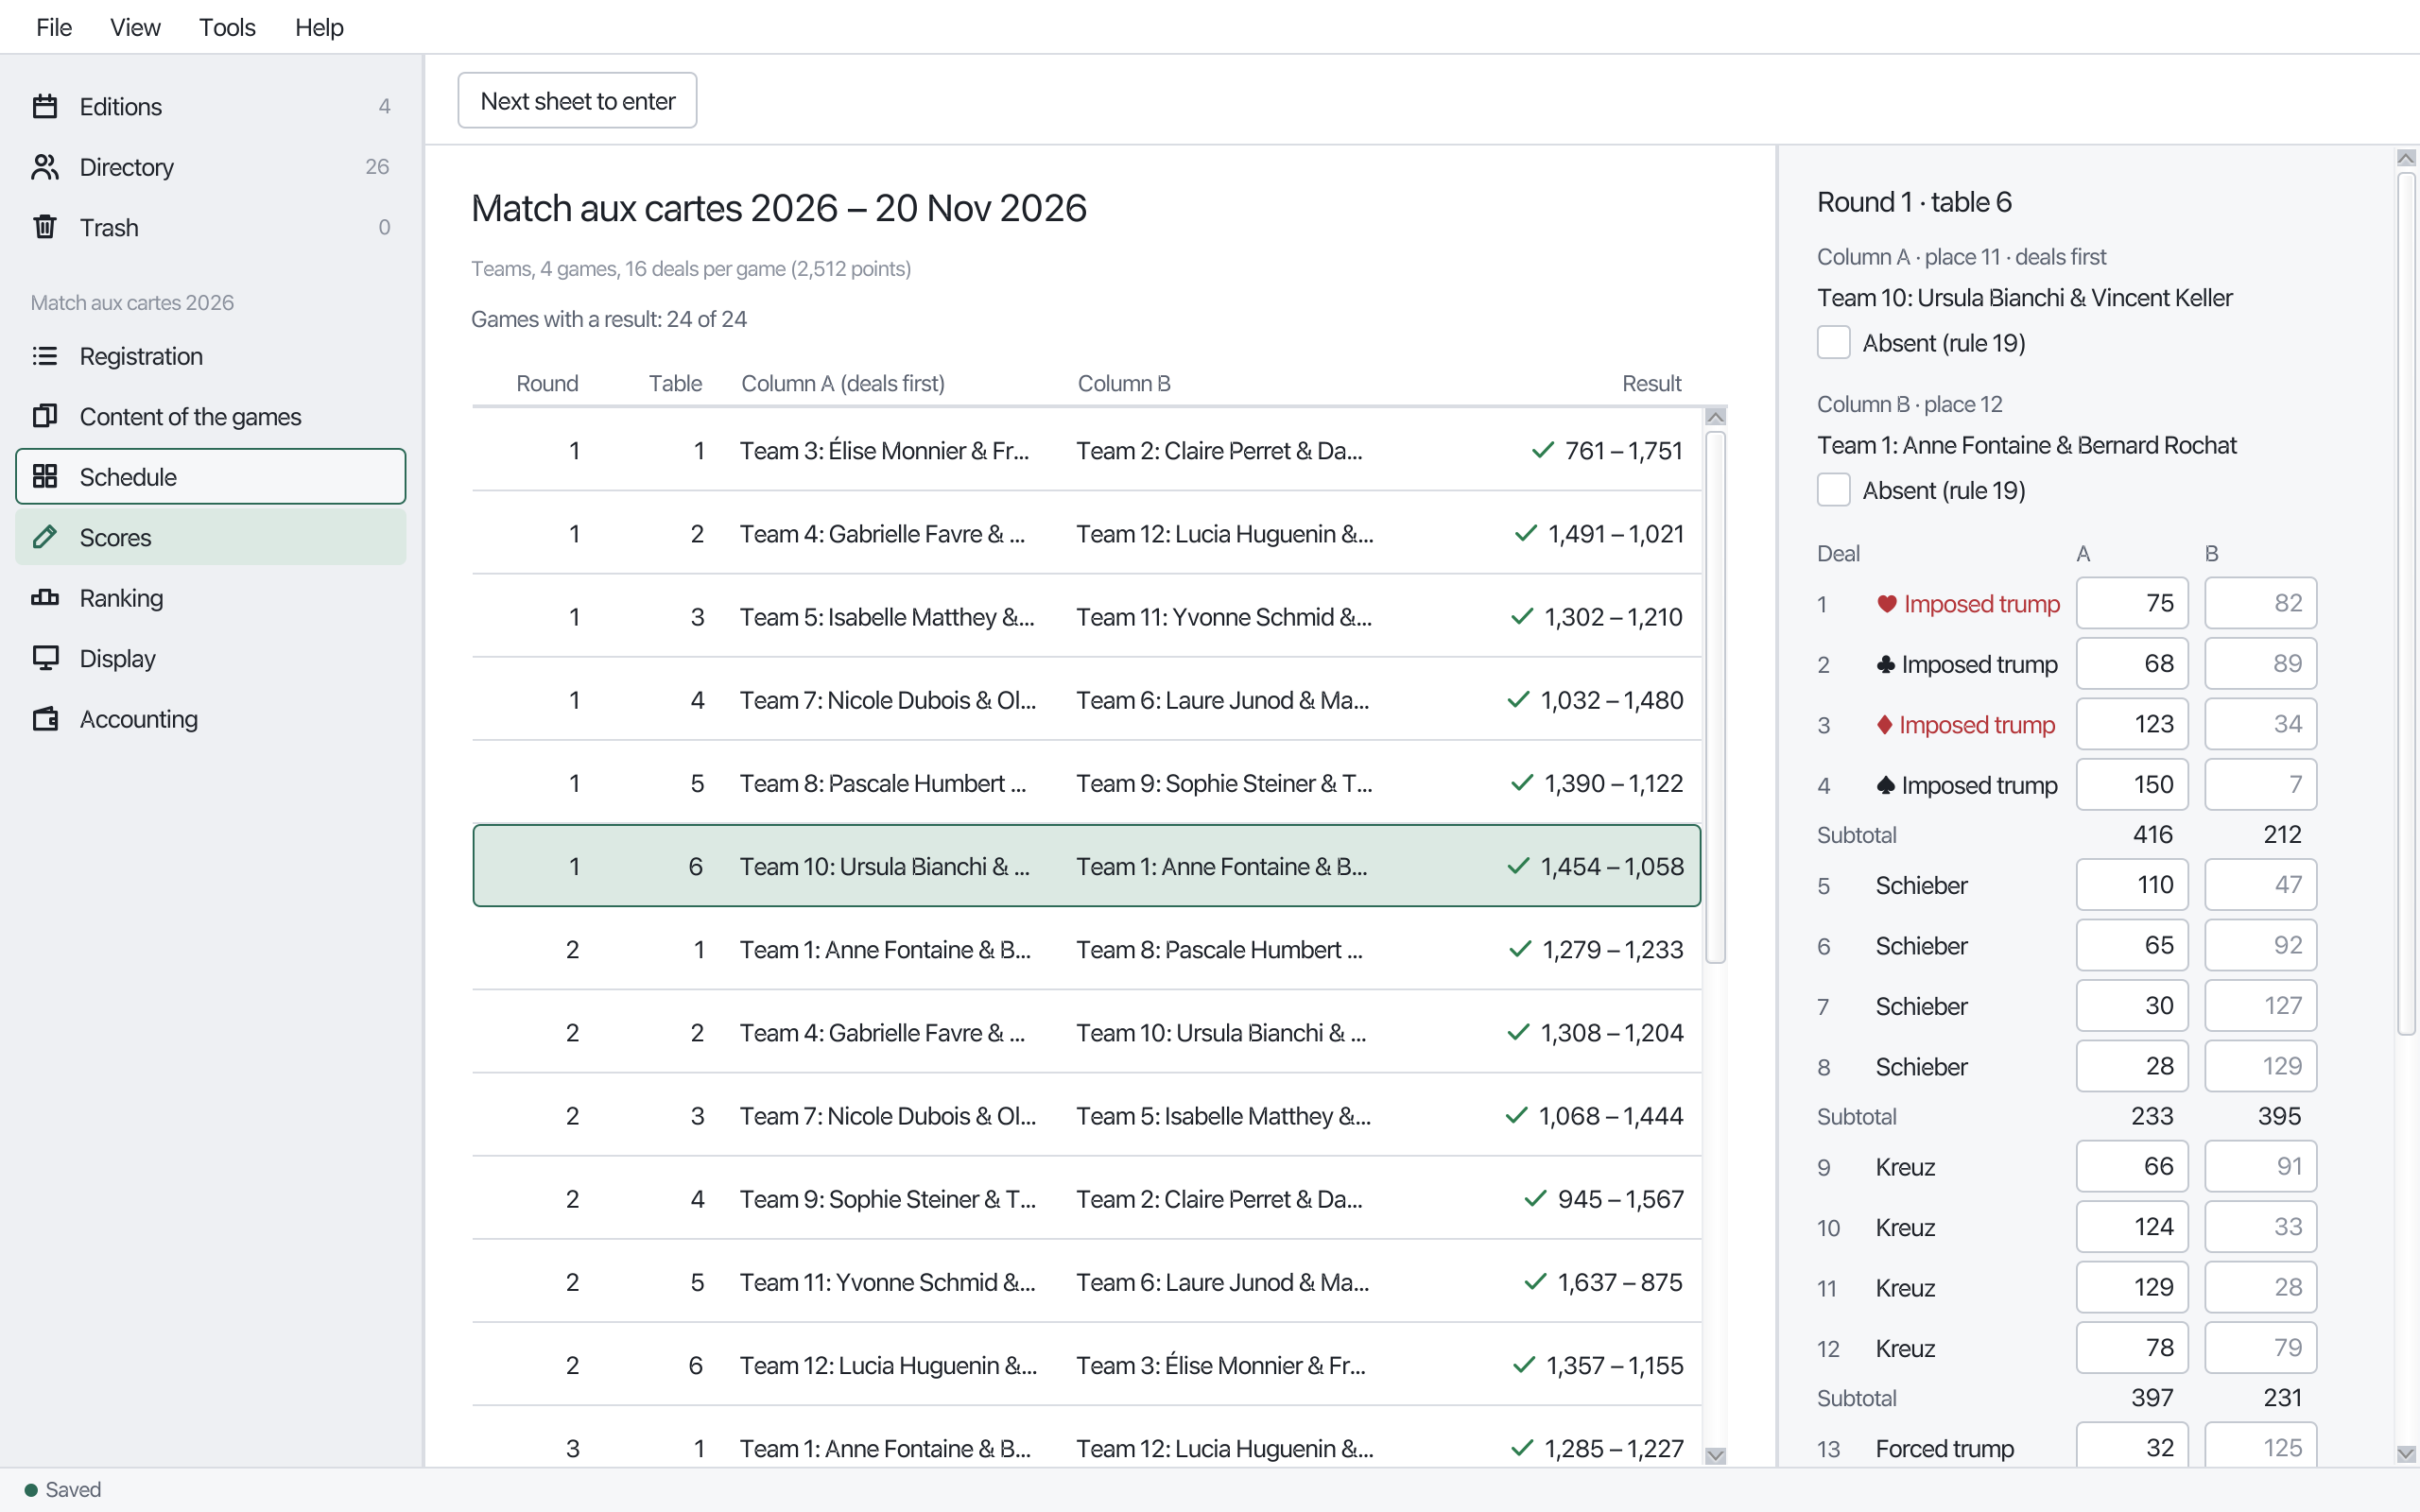 File View Tools Help
Editions 4
Directory 26
Trash 0
Match aux cartes 2026
Registration
Content of the games
Schedule
Scores
Ranking
Display
Accounting
Next sheet to enter
Match aux cartes 2026 – 20 Nov 2026
Teams, 4 games, 16 deals per game (2,512 points)
Games with a result: 24 of 24
Round Table Column A (deals first) Column B Result
1 1 Team 3: Élise Monnier & Fr... Team 2: Claire Perret & Da... 761 – 1,751
1 2 Team 4: Gabrielle Favre & ... Team 12: Lucia Huguenin &... 1,491 – 1,021
1 3 Team 5: Isabelle Matthey &... Team 11: Yvonne Schmid &... 1,302 – 1,210
1 4 Team 7: Nicole Dubois & Ol... Team 6: Laure Junod & Ma... 1,032 – 1,480
1 5 Team 8: Pascale Humbert ... Team 9: Sophie Steiner & T... 1,390 – 1,122
1 6 Team 10: Ursula Bianchi & ... Team 1: Anne Fontaine & B... 1,454 – 1,058
2 1 Team 1: Anne Fontaine & B... Team 8: Pascale Humbert ... 1,279 – 1,233
2 2 Team 4: Gabrielle Favre & ... Team 10: Ursula Bianchi & ... 1,308 – 1,204
2 3 Team 7: Nicole Dubois & Ol... Team 5: Isabelle Matthey &... 1,068 – 1,444
2 4 Team 9: Sophie Steiner & T... Team 2: Claire Perret & Da... 945 – 1,567
2 5 Team 11: Yvonne Schmid &... Team 6: Laure Junod & Ma... 1,637 – 875
2 6 Team 12: Lucia Huguenin &... Team 3: Élise Monnier & Fr... 1,357 – 1,155
3 1 Team 1: Anne Fontaine & B... Team 12: Lucia Huguenin &... 1,285 – 1,227
Round 1 · table 6
Column A · place 11 · deals first
Team 10: Ursula Bianchi & Vincent Keller
Absent (rule 19)
Column B · place 12
Team 1: Anne Fontaine & Bernard Rochat
Absent (rule 19)
Deal A B
1 ♥ Imposed trump 75 82
2 ♣ Imposed trump 68 89
3 ♦ Imposed trump 123 34
4 ♠ Imposed trump 150 7
Subtotal 416 212
5 Schieber 110 47
6 Schieber 65 92
7 Schieber 30 127
8 Schieber 28 129
Subtotal 233 395
9 Kreuz 66 91
10 Kreuz 124 33
11 Kreuz 129 28
12 Kreuz 78 79
Subtotal 397 231
13 Forced trump 32 125
Saved